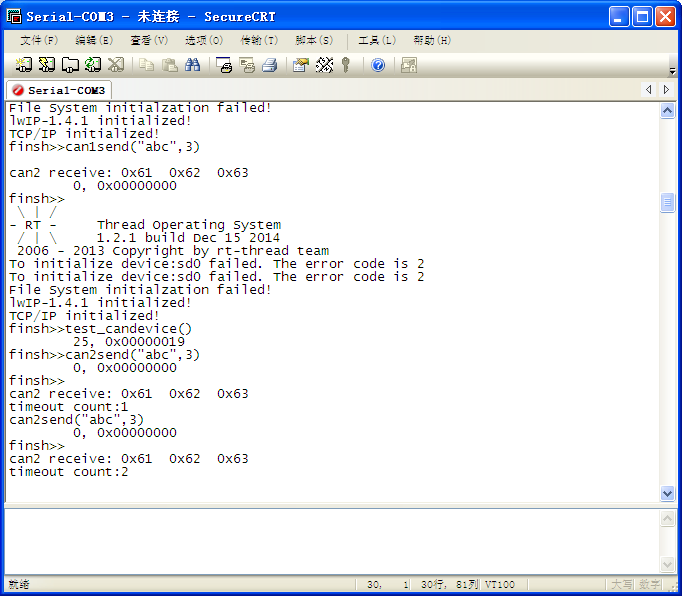 Serial-COM3 - 未连接 - SecureCRT
文件(F) 编辑(E) 查看(V) 选项(O) 传输(T) 脚本(S) 工具(L) 帮助(H)
Serial-COM3
File System initialzation failed!
lwIP-1.4.1 initialized!
TCP/IP initialized!
finsh>>can1send("abc",3)
can2 receive: 0x61  0x62  0x63
        0, 0x00000000
finsh>>
 \ | /
- RT -     Thread Operating System
 / | \     1.2.1 build Dec 15 2014
 2006 - 2013 Copyright by rt-thread team
To initialize device:sd0 failed. The error code is 2
To initialize device:sd0 failed. The error code is 2
File System initialzation failed!
lwIP-1.4.1 initialized!
TCP/IP initialized!
finsh>>test_candevice()
        25, 0x00000019
finsh>>can2send("abc",3)
        0, 0x00000000
finsh>>
can2 receive: 0x61  0x62  0x63
timeout count:1
can2send("abc",3)
        0, 0x00000000
finsh>>
can2 receive: 0x61  0x62  0x63
timeout count:2
就绪 30, 1 30行, 81列 VT100 大写 数字